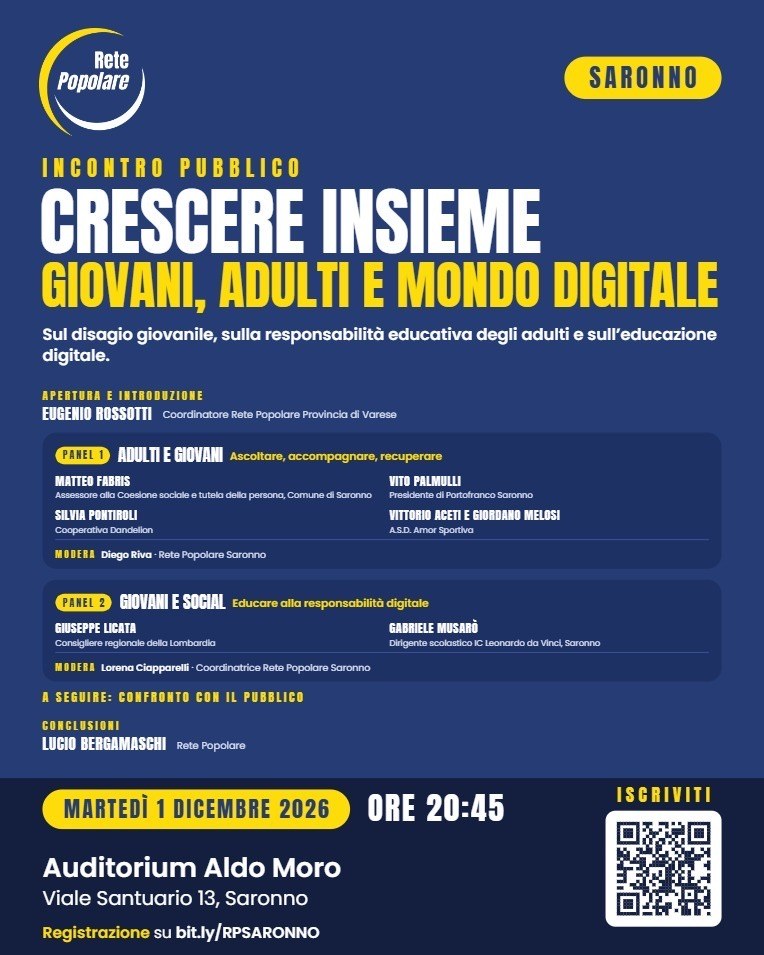 Rete
Popolare
SARONNO
INCONTRO PUBBLICO
CRESCERE INSIEME
GIOVANI, ADULTI E MONDO DIGITALE
Sul disagio giovanile, sulla responsabilità educativa degli adulti e sull’educazione
digitale.
APERTURA E INTRODUZIONE
EUGENIO ROSSOTTI Coordinatore Rete Popolare Provincia di Varese
PANEL 1 ADULTI E GIOVANI Ascoltare, accompagnare, recuperare
MATTEO FABRIS
Assessore alla Coesione sociale e tutela della persona, Comune di Saronno
VITO PALMULLI
Presidente di Portofranco Saronno
SILVIA PONTIROLI
Cooperativa Dandelion
VITTORIO ACETI E GIORDANO MELOSI
A.S.D. Amor Sportiva
MODERA Diego Riva · Rete Popolare Saronno
PANEL 2 GIOVANI E SOCIAL Educare alla responsabilità digitale
GIUSEPPE LICATA
Consigliere regionale della Lombardia
GABRIELE MUSARÒ
Dirigente scolastico IC Leonardo da Vinci, Saronno
MODERA Lorena Ciapparelli · Coordinatrice Rete Popolare Saronno
A SEGUIRE: CONFRONTO CON IL PUBBLICO
CONCLUSIONI
LUCIO BERGAMASCHI Rete Popolare
MARTEDÌ 1 DICEMBRE 2026 ORE 20:45
ISCRIVITI
Auditorium Aldo Moro
Viale Santuario 13, Saronno
Registrazione su bit.ly/RPSARONNO